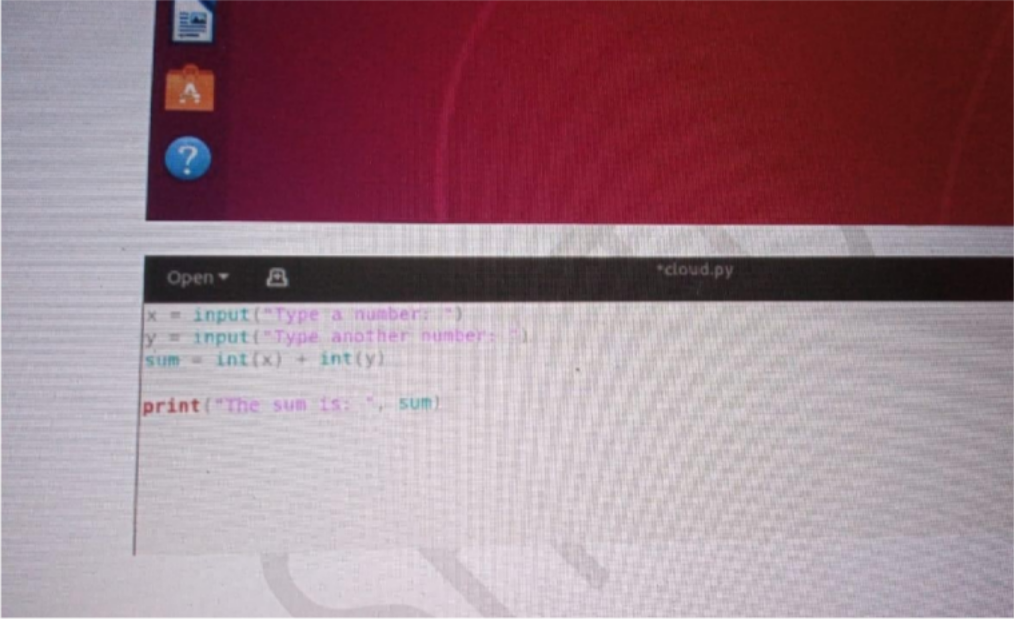 Open
*cloud.py
x = input("Type a number: ")
y = input("Type another number: ")
sum = int(x) + int(y)
print("The sum is: ", sum)